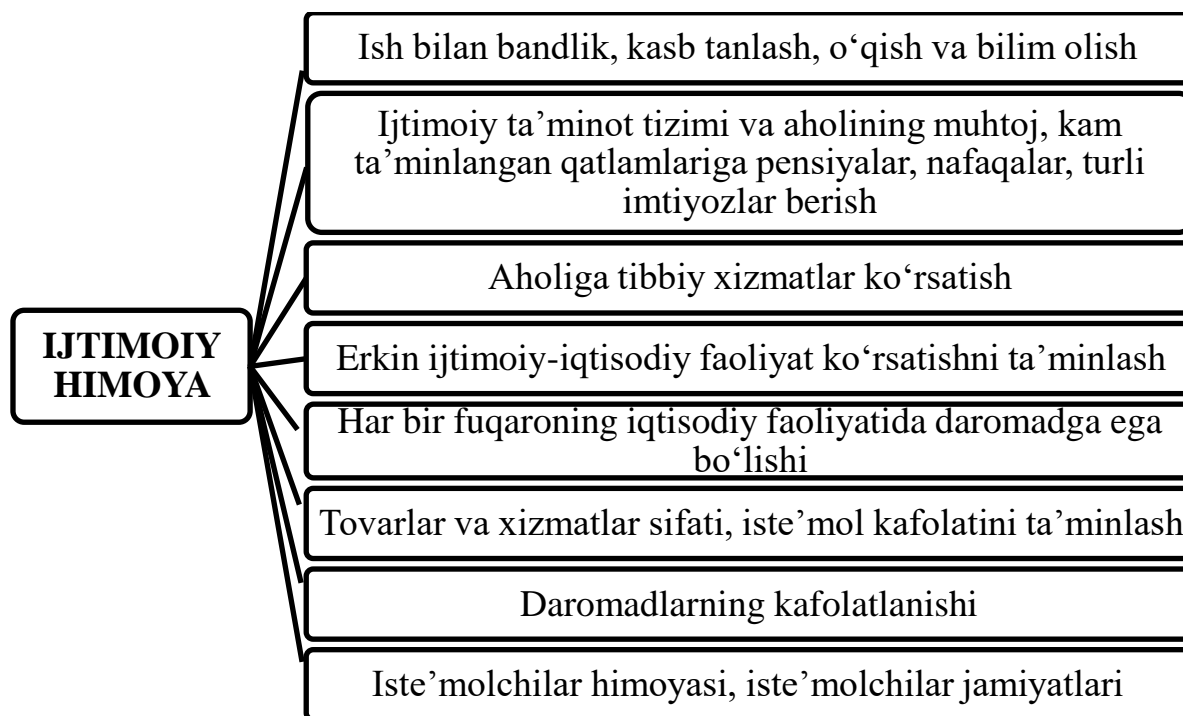 IJTIMOIY
HIMOYA
Ish bilan bandlik, kasb tanlash, o‘qish va bilim olish
Ijtimoiy ta’minot tizimi va aholining muhtoj, kam
ta’minlangan qatlamlariga pensiyalar, nafaqalar, turli
imtiyozlar berish
Aholiga tibbiy xizmatlar ko‘rsatish
Erkin ijtimoiy-iqtisodiy faoliyat ko‘rsatishni ta’minlash
Har bir fuqaroning iqtisodiy faoliyatida daromadga ega
bo‘lishi
Tovarlar va xizmatlar sifati, iste’mol kafolatini ta’minlash
Daromadlarning kafolatlanishi
Iste’molchilar himoyasi, iste’molchilar jamiyatlari